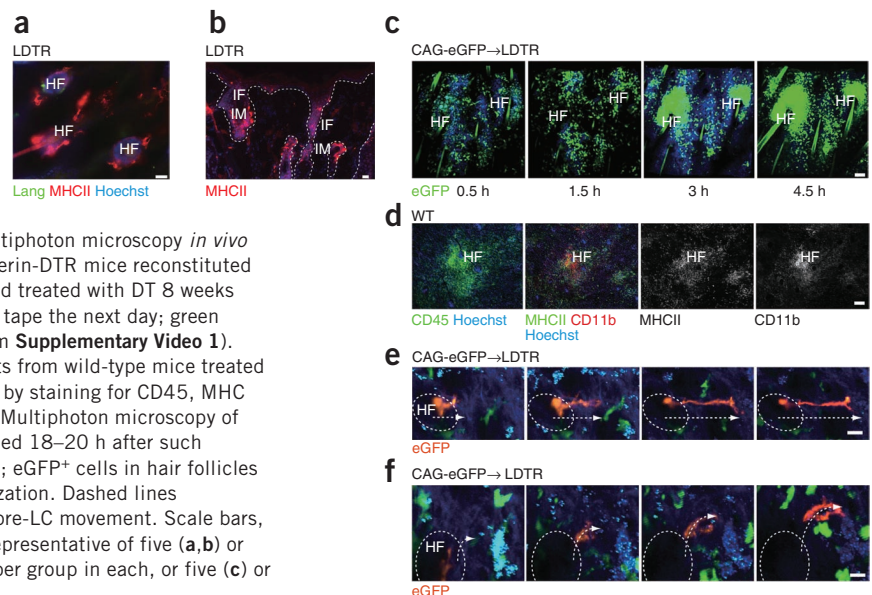 a
LDTR
HF
HF
HF
Lang MHCII Hoechst
b
LDTR
IF
IM
IF
IM
MHCII
c
CAG-eGFP→LDTR
HF
HF
HF
HF
HF
HF
HF
eGFP 0.5 h
1.5 h
3 h
4.5 h
d
WT
HF
HF
HF
HF
CD45 Hoechst
MHCII CD11b
Hoechst
MHCII
CD11b
e
CAG-eGFP→LDTR
HF
eGFP
f
CAG-eGFP→ LDTR
HF
eGFP
tiphoton microscopy in vivo
erin-DTR mice reconstituted
d treated with DT 8 weeks
tape the next day; green
n Supplementary Video 1).
ts from wild-type mice treated
by staining for CD45, MHC
Multiphoton microscopy of
ed 18–20 h after such
; eGFP+ cells in hair follicles
zation. Dashed lines
ore-LC movement. Scale bars,
epresentative of five (a,b) or
per group in each, or five (c) or